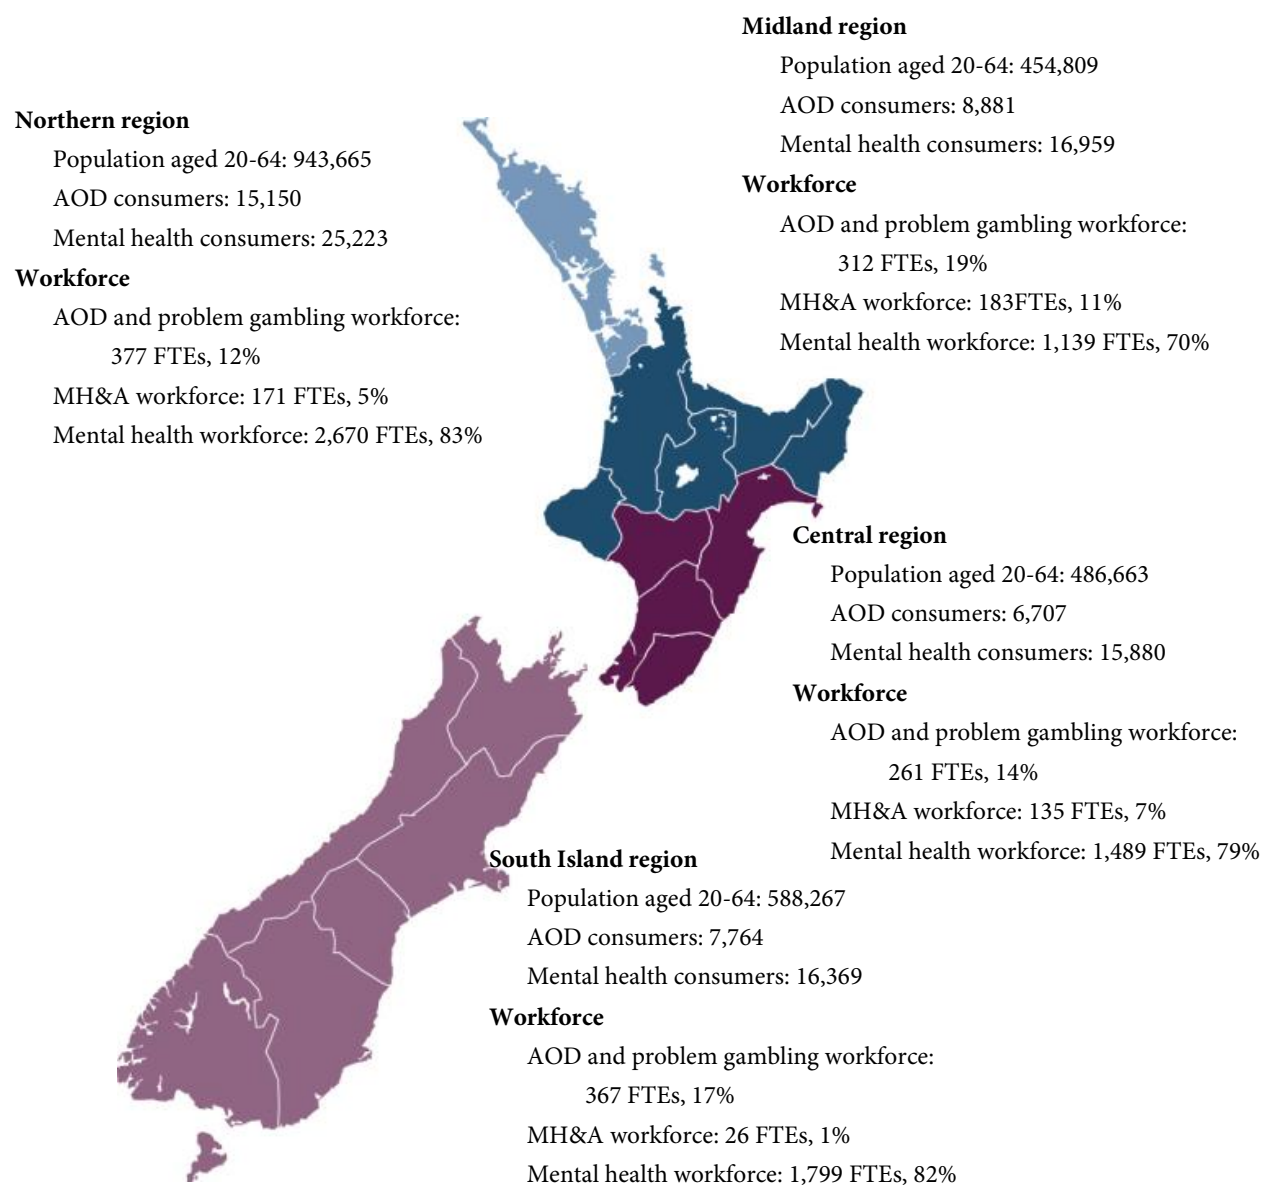 Midland region
Population aged 20-64: 454,809
AOD consumers: 8,881
Mental health consumers: 16,959
Workforce
AOD and problem gambling workforce:
312 FTEs, 19%
MH&A workforce: 183FTEs, 11%
Mental health workforce: 1,139 FTEs, 70%
Northern region
Population aged 20-64: 943,665
AOD consumers: 15,150
Mental health consumers: 25,223
Workforce
AOD and problem gambling workforce:
377 FTEs, 12%
MH&A workforce: 171 FTEs, 5%
Mental health workforce: 2,670 FTEs, 83%
Central region
Population aged 20-64: 486,663
AOD consumers: 6,707
Mental health consumers: 15,880
Workforce
AOD and problem gambling workforce:
261 FTEs, 14%
MH&A workforce: 135 FTEs, 7%
Mental health workforce: 1,489 FTEs, 79%
South Island region
Population aged 20-64: 588,267
AOD consumers: 7,764
Mental health consumers: 16,369
Workforce
AOD and problem gambling workforce:
367 FTEs, 17%
MH&A workforce: 26 FTEs, 1%
Mental health workforce: 1,799 FTEs, 82%